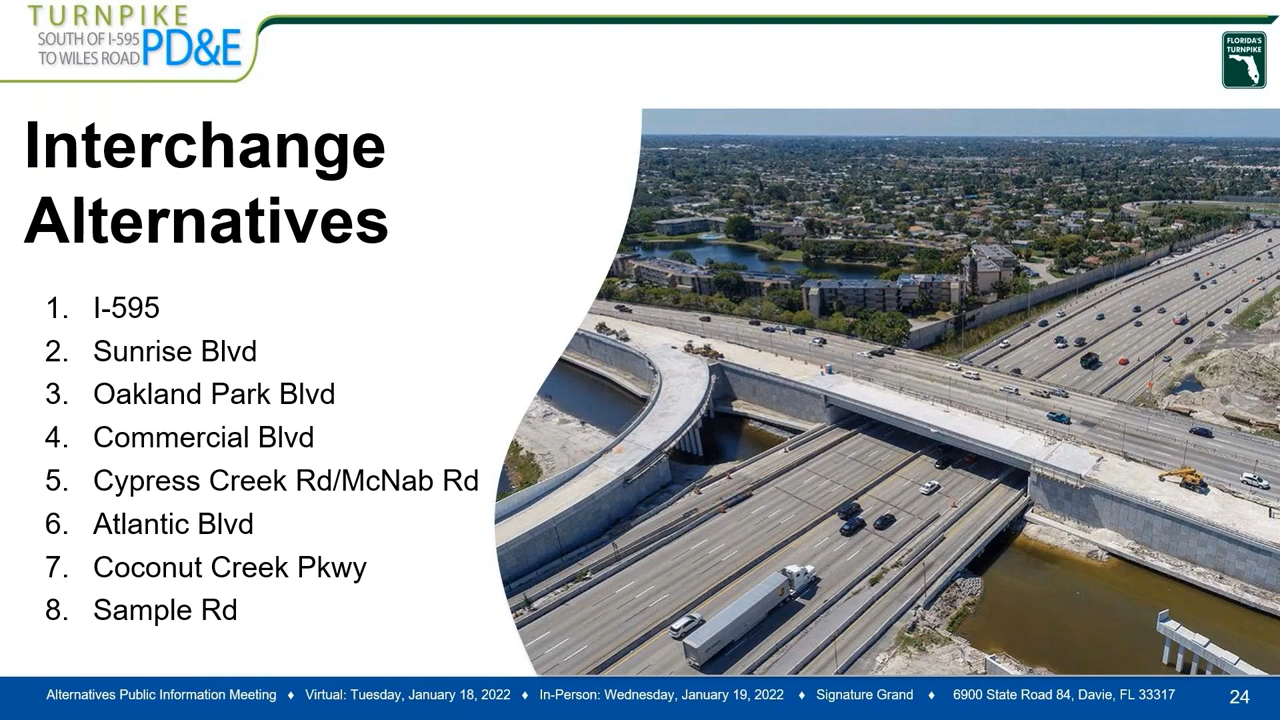 TURNPIKE
SOUTH OF I-595
TO WILES ROAD
PD&E
FLORIDA'S
TURNPIKE
Interchange
Alternatives
1. I-595
2. Sunrise Blvd
3. Oakland Park Blvd
4. Commercial Blvd
5. Cypress Creek Rd/McNab Rd
6. Atlantic Blvd
7. Coconut Creek Pkwy
8. Sample Rd
Alternatives Public Information Meeting ♦ Virtual: Tuesday, January 18, 2022 ♦ In-Person: Wednesday, January 19, 2022 ♦ Signature Grand ♦ 6900 State Road 84, Davie, FL 33317
24